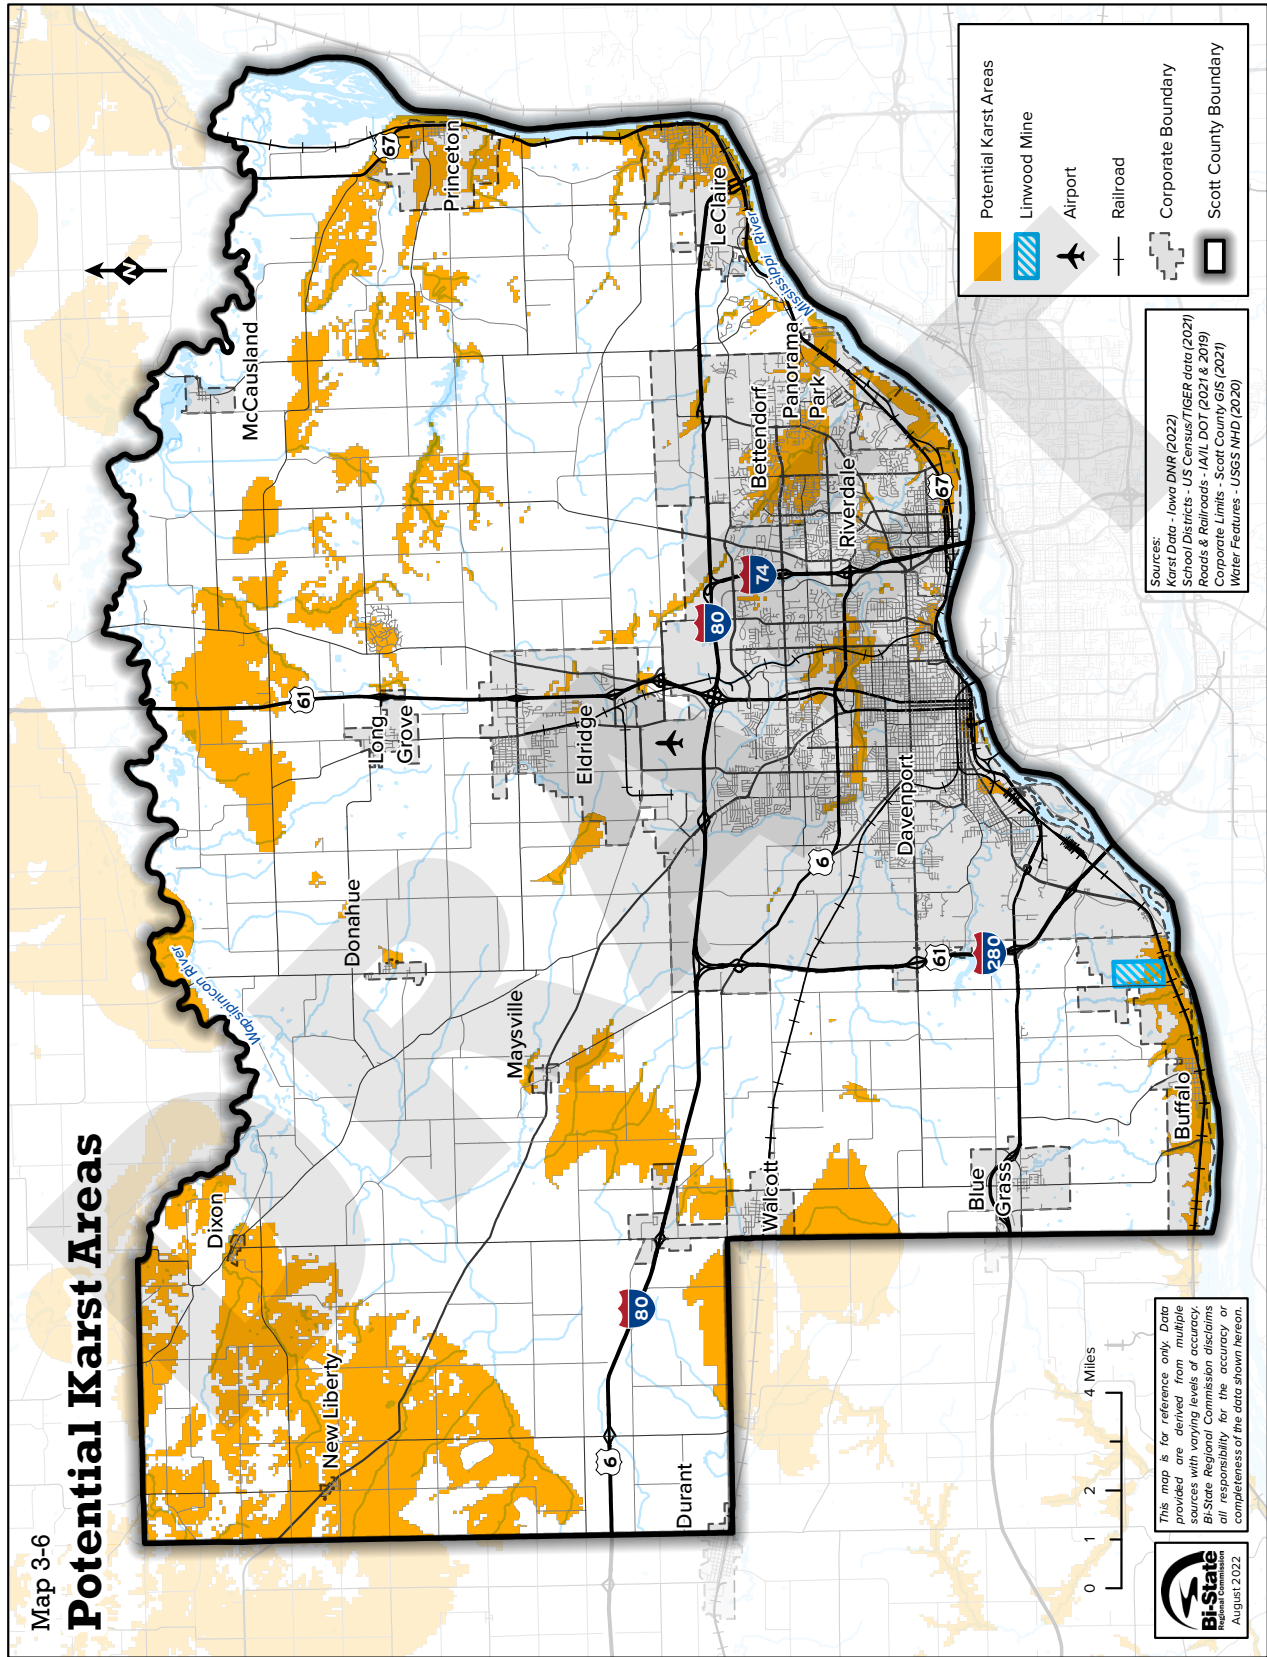 Map 3-6
Potential Karst Areas
N
Wapsipinicon River
McCausland
67
Princeton
Dixon
Donahue
61
Long
Grove
New Liberty
Maysville
Eldridge
LeClaire
Mississippi River
80
6
80
74
Bettendorf
Panorama
Park
Durant
Walcott
6
Riverdale
Davenport
67
61
280
Blue
Grass
Buffalo
DRAFT
Potential Karst Areas
Linwood Mine
Airport
Railroad
Corporate Boundary
Scott County Boundary
Sources:
Karst Data - Iowa DNR (2022)
School Districts - US Census/TIGER data (2021)
Roads & Railroads - IA/IL DOT (2021 & 2019)
Corporate Limits - Scott County GIS (2021)
Water Features - USGS NHD (2020)
0 1 2 4 Miles
Bi-State
Regional Commission
August 2022
This map is for reference only. Data
provided are derived from multiple
sources with varying levels of accuracy.
Bi-State Regional Commission disclaims
all responsibility for the accuracy or
completeness of the data shown hereon.